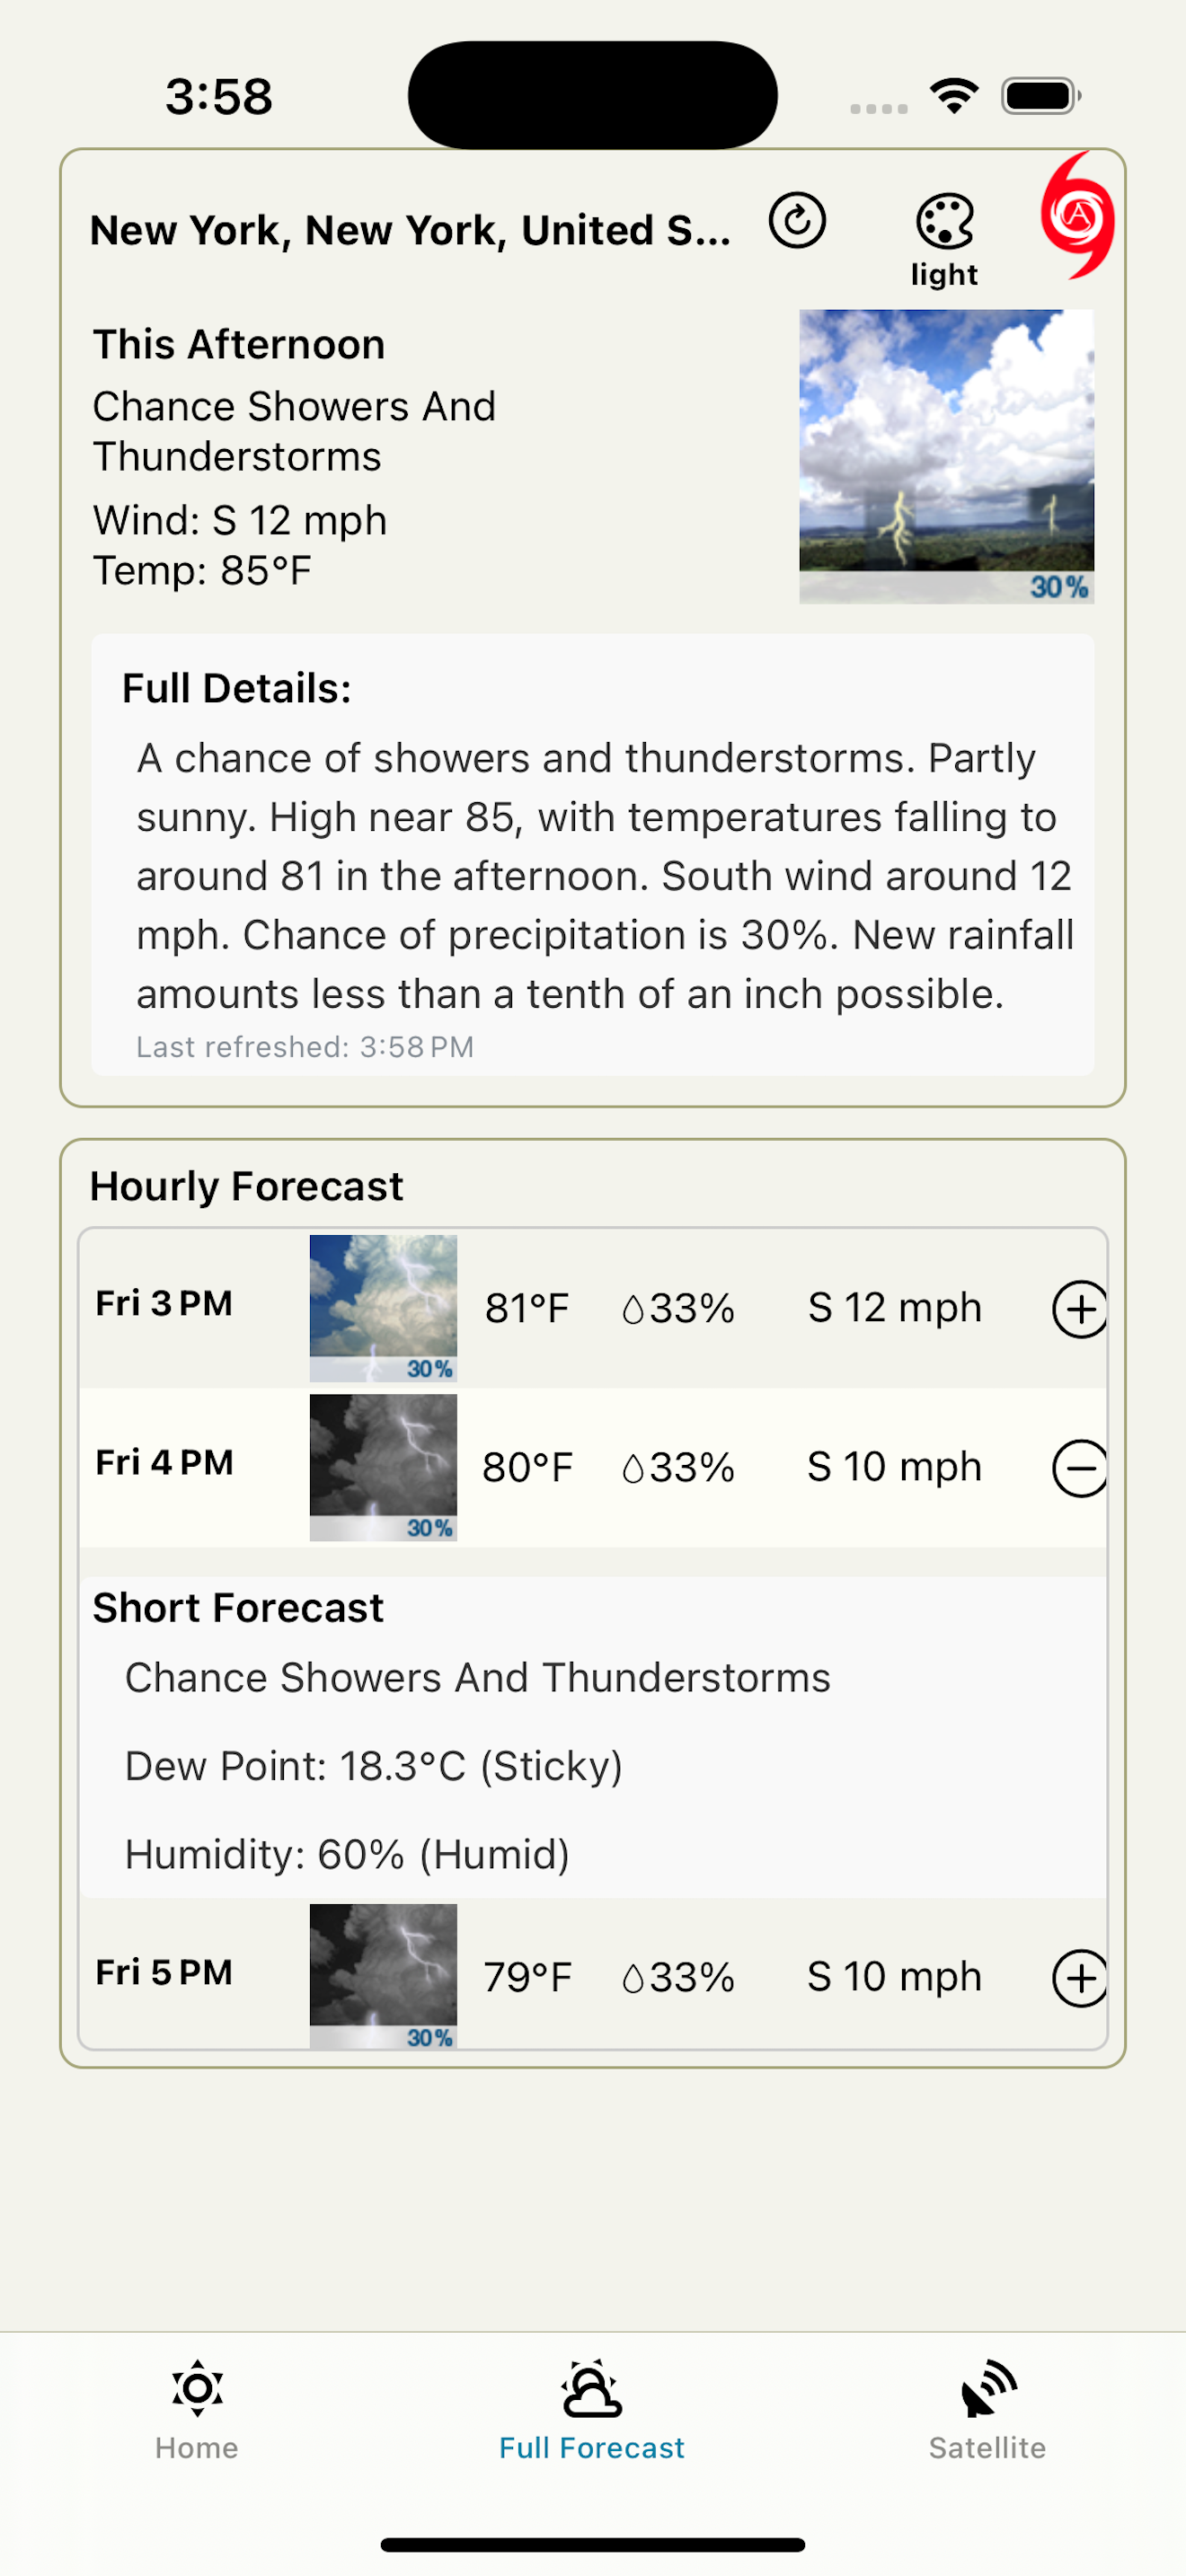 3:58
New York, New York, United S...
light
This Afternoon
Chance Showers And
Thunderstorms
Wind: S 12 mph
Temp: 85°F
30%
Full Details:
A chance of showers and thunderstorms. Partly
sunny. High near 85, with temperatures falling to
around 81 in the afternoon. South wind around 12
mph. Chance of precipitation is 30%. New rainfall
amounts less than a tenth of an inch possible.
Last refreshed: 3:58 PM
Hourly Forecast
Fri 3 PM 30% 81°F 33% S 12 mph
Fri 4 PM 30% 80°F 33% S 10 mph
Short Forecast
Chance Showers And Thunderstorms
Dew Point: 18.3°C (Sticky)
Humidity: 60% (Humid)
Fri 5 PM 30% 79°F 33% S 10 mph
Home Full Forecast Satellite